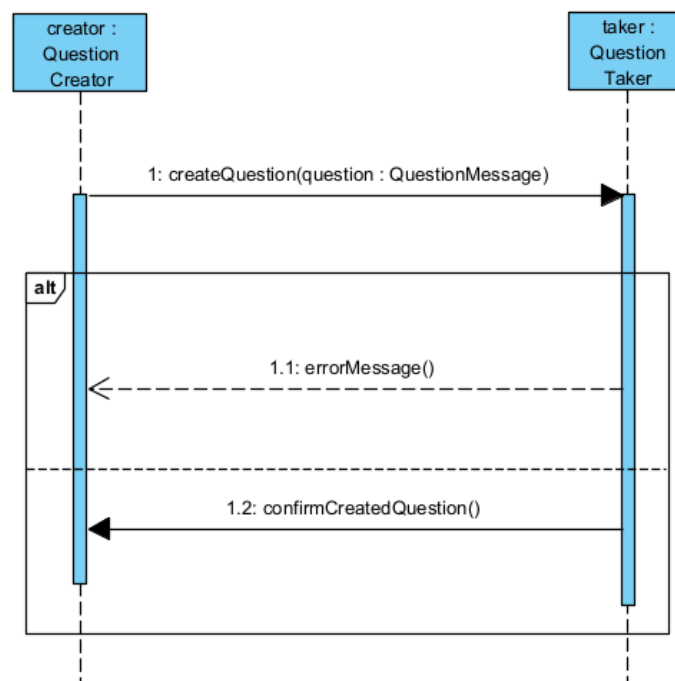 creator :
Question
Creator
taker :
Question
Taker
1: createQuestion(question : QuestionMessage)
alt
1.1: errorMessage()
1.2: confirmCreatedQuestion()